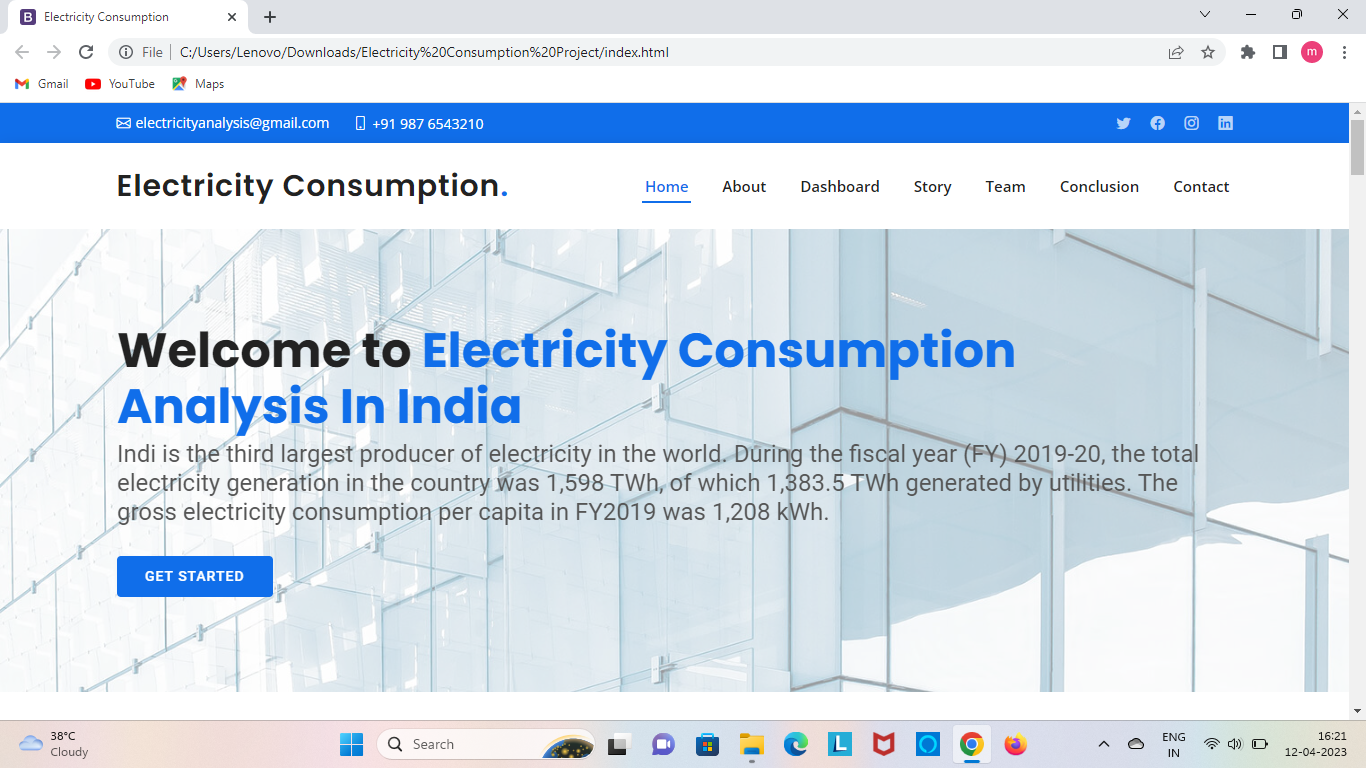 Electricity Consumption
File
C:/Users/Lenovo/Downloads/Electricity%20Consumption%20Project/index.html
m
Gmail YouTube Maps
electricityanalysis@gmail.com +91 987 6543210
Electricity Consumption.
Home About Dashboard Story Team Conclusion Contact
Welcome to Electricity Consumption
Analysis In India
Indi is the third largest producer of electricity in the world. During the fiscal year (FY) 2019-20, the total
electricity generation in the country was 1,598 TWh, of which 1,383.5 TWh generated by utilities. The
gross electricity consumption per capita in FY2019 was 1,208 kWh.
GET STARTED
38°C
Cloudy
Search
ENG
IN
16:21
12-04-2023